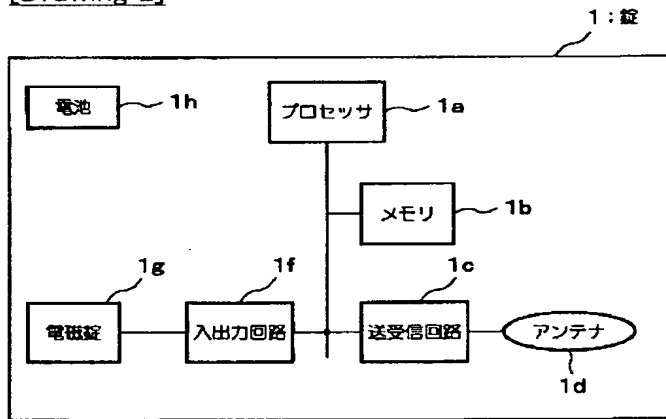 1：錠
電池 1h
プロセッサ 1a
メモリ 1b
1g 1f 1c
電磁錠 入出力回路 送受信回路 アンテナ
1d